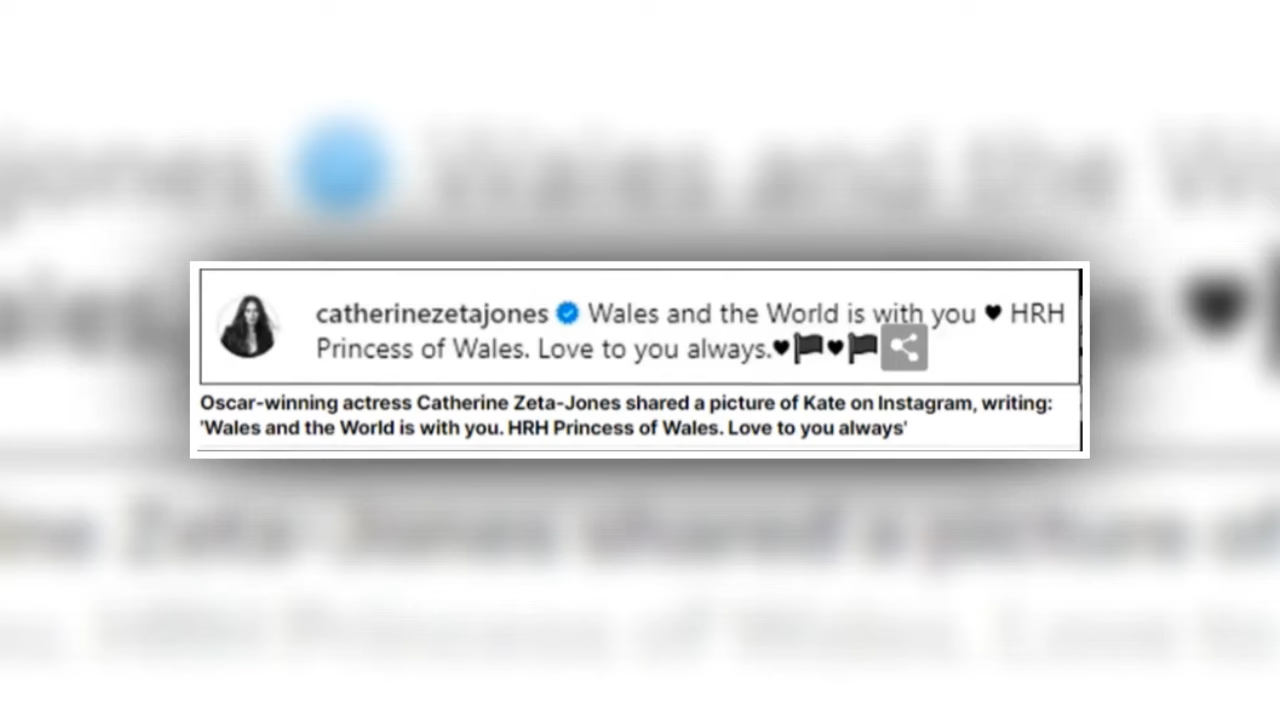 catherinezetajones Wales and the World is with you ♥ HRH
Princess of Wales. Love to you always.♥🏴♥🏴
Oscar-winning actress Catherine Zeta-Jones shared a picture of Kate on Instagram, writing:
'Wales and the World is with you. HRH Princess of Wales. Love to you always'